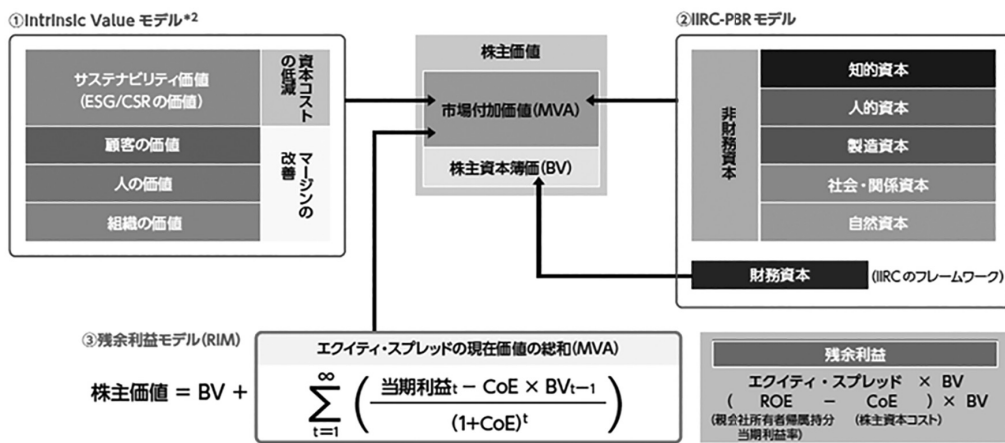 ①Intrinsic Value モデル*2
サステナビリティ価値
(ESG/CSRの価値)
顧客の価値
人の価値
組織の価値
資本コスト
の低減
マージンの
改善
株主価値
市場付加価値(MVA)
株主資本簿価(BV)
②IIRC-PBRモデル
非財務資本
知的資本
人的資本
製造資本
社会・関係資本
自然資本
財務資本 (IIRCのフレームワーク)
③残余利益モデル(RIM)
株主価値 = BV +
エクイティ・スプレッドの現在価値の総和(MVA)
∞
∑
t=1
( 当期利益t − CoE × BVt−1
(1+CoE)t )
残余利益
エクイティ・スプレッド × BV
( ROE − CoE ) × BV
(親会社所有者帰属持分 (株主資本コスト)
当期利益率)